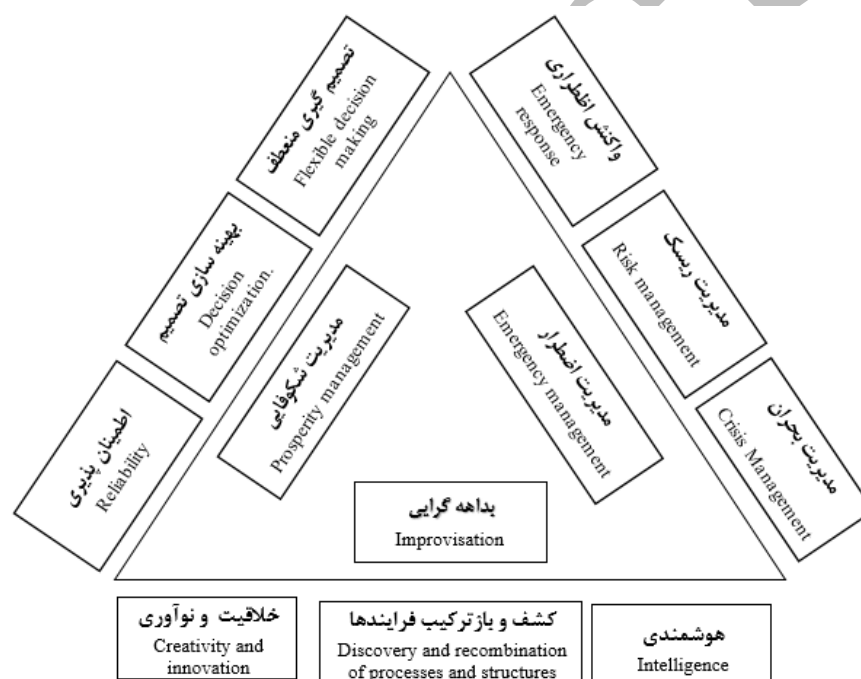 تصمیم گیری منعطف
Flexible decision
making
بهینه سازی تصمیم
Decision
optimization.
اطمینان پذیری
Reliability
واکنش اظطراری
Emergency
response
مدیریت ریسک
Risk management
مدیریت بحران
Crisis Management
مدیریت شکوفایی
Prosperity management
مدیریت اضطرار
Emergency management
بداهه گرایی
Improvisation
خلاقیت و نوآوری
Creativity and
innovation
کشف و بازترکیب فرایندها
Discovery and recombination
of processes and structures
هوشمندی
Intelligence